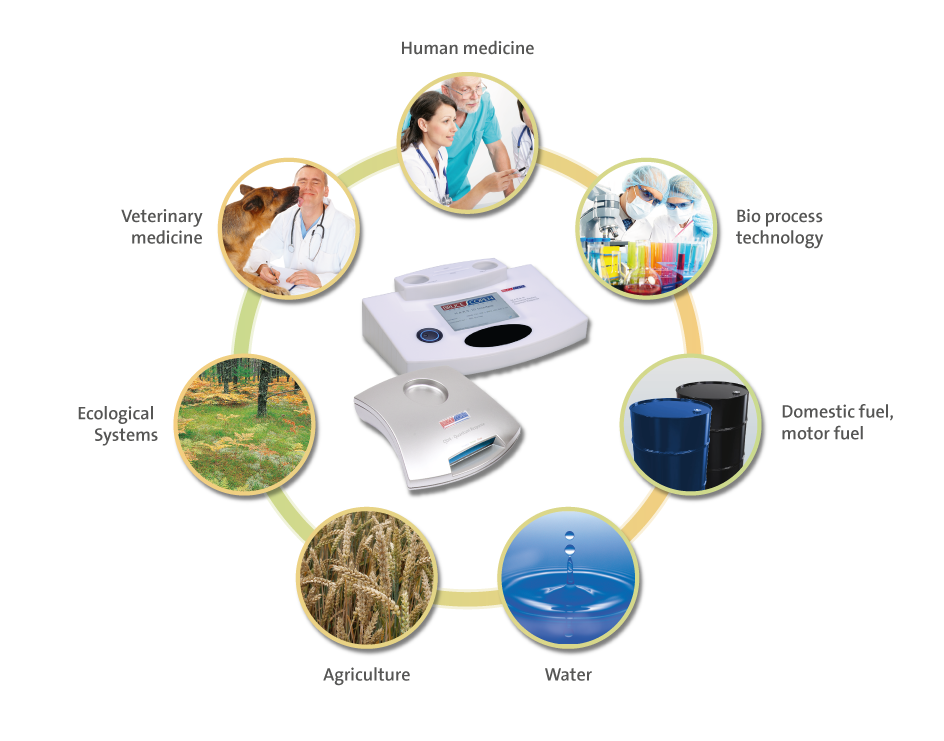 Human medicine
Veterinary
medicine
Bio process
technology
Ecological
Systems
Domestic fuel,
motor fuel
Agriculture
Water